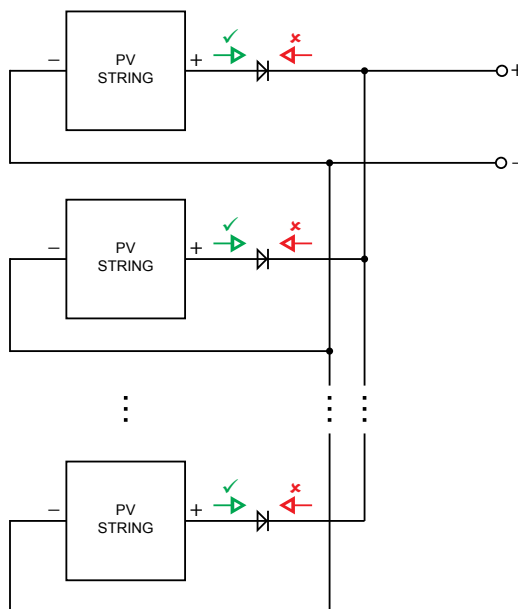 PV
STRING
− +
+
−
PV
STRING
− +
PV
STRING
− +